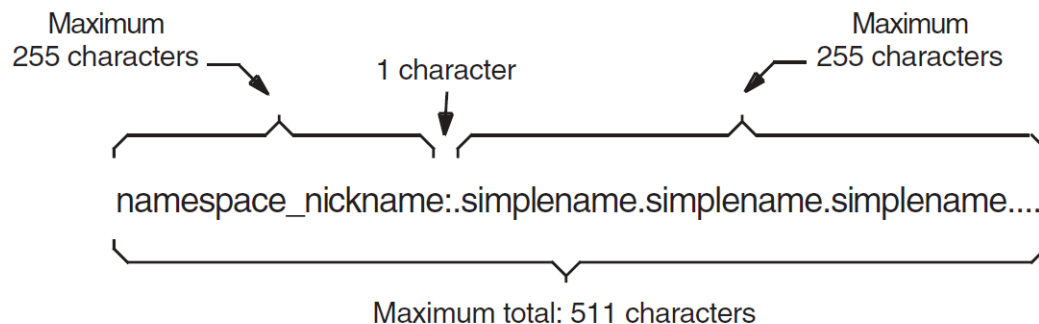 Maximum
255 characters
Maximum
255 characters
1 character
namespace_nickname:.simplename.simplename.simplename....
Maximum total: 511 characters